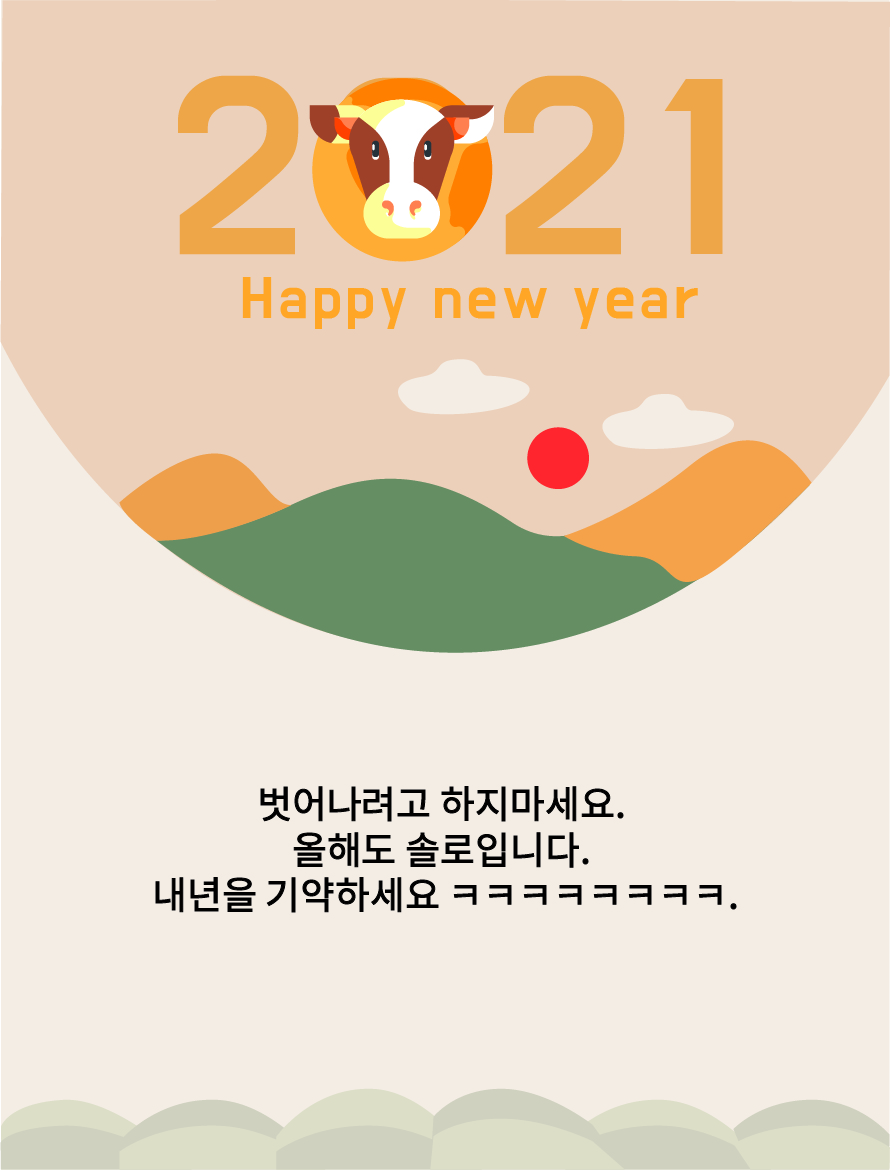 2021
Happy new year
벗어나려고 하지마세요.
올해도 솔로입니다.
내년을 기약하세요 ㅋㅋㅋㅋㅋㅋㅋㅋ.